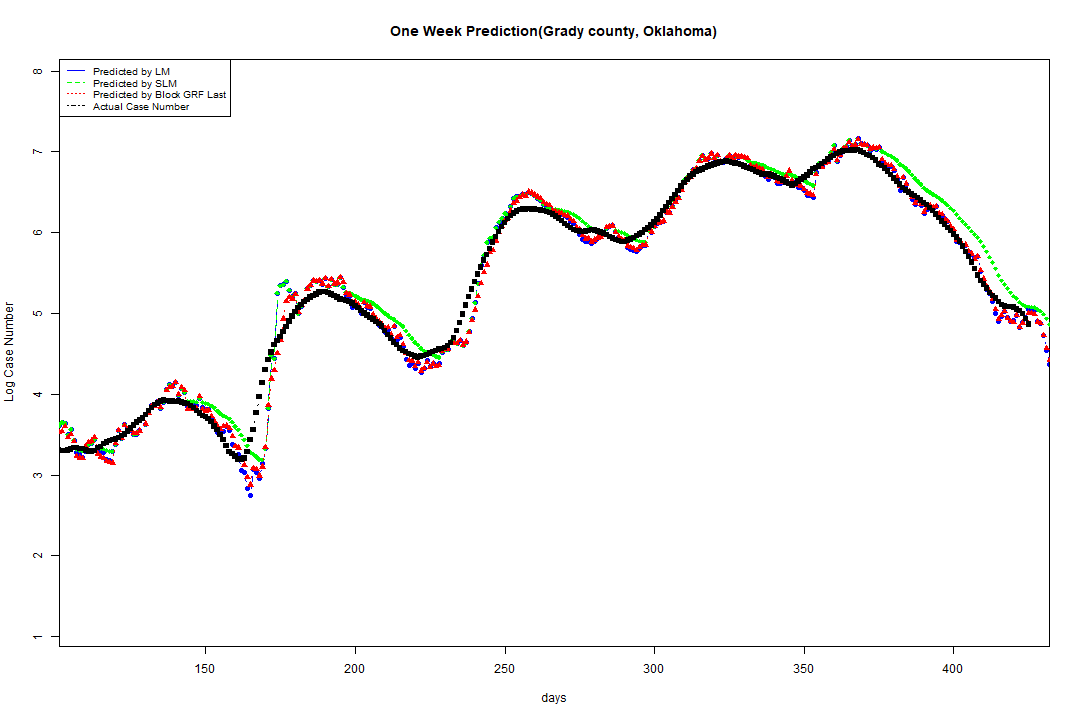 One Week Prediction(Grady county, Oklahoma)
Predicted by LM
Predicted by SLM
Predicted by Block GRF Last
Actual Case Number
Log Case Number
8
7
6
5
4
3
2
1
150 200 250 300 350 400
days